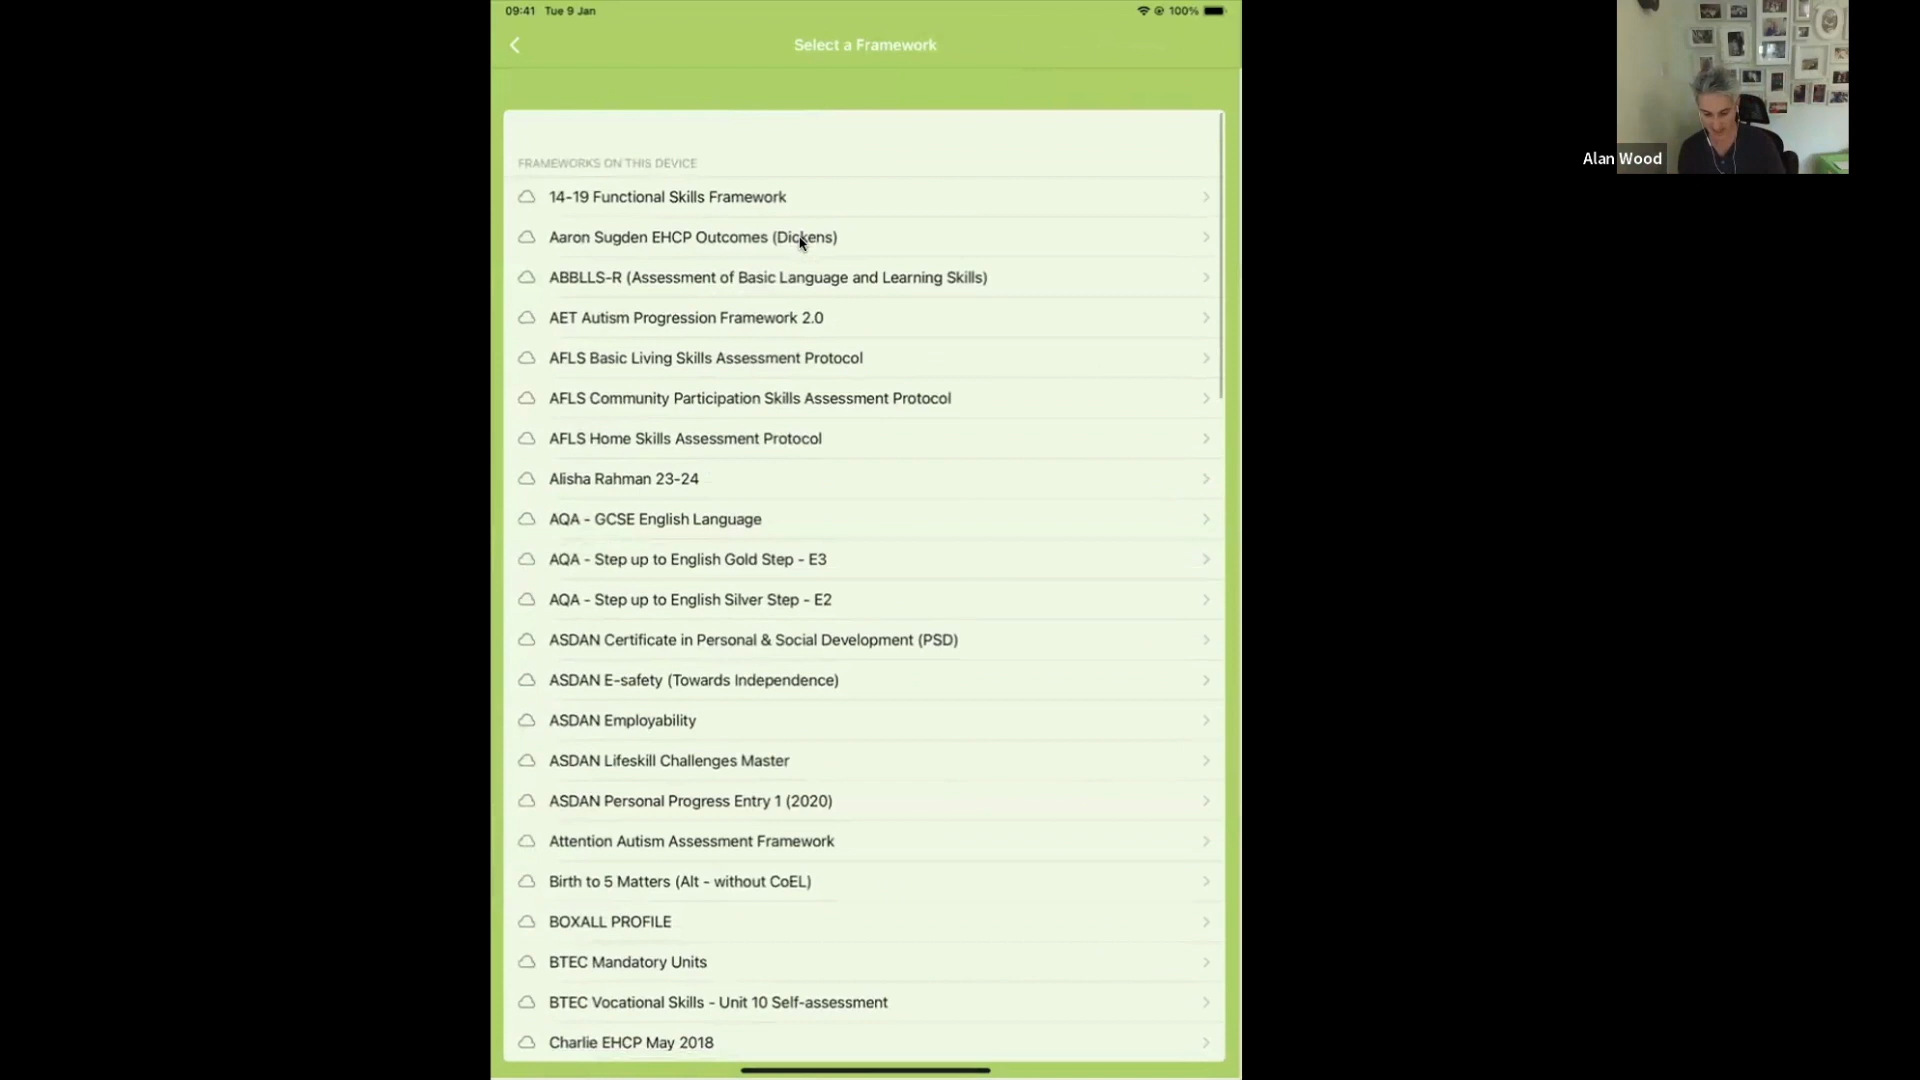 09:41 Tue 9 Jan
100%
Select a Framework
Alan Wood
FRAMEWORKS ON THIS DEVICE
14-19 Functional Skills Framework
Aaron Sugden EHCP Outcomes (Dickens)
ABBLLS-R (Assessment of Basic Language and Learning Skills)
AET Autism Progression Framework 2.0
AFLS Basic Living Skills Assessment Protocol
AFLS Community Participation Skills Assessment Protocol
AFLS Home Skills Assessment Protocol
Alisha Rahman 23-24
AQA - GCSE English Language
AQA - Step up to English Gold Step - E3
AQA - Step up to English Silver Step - E2
ASDAN Certificate in Personal & Social Development (PSD)
ASDAN E-safety (Towards Independence)
ASDAN Employability
ASDAN Lifeskill Challenges Master
ASDAN Personal Progress Entry 1 (2020)
Attention Autism Assessment Framework
Birth to 5 Matters (Alt - without CoEL)
BOXALL PROFILE
BTEC Mandatory Units
BTEC Vocational Skills - Unit 10 Self-assessment
Charlie EHCP May 2018